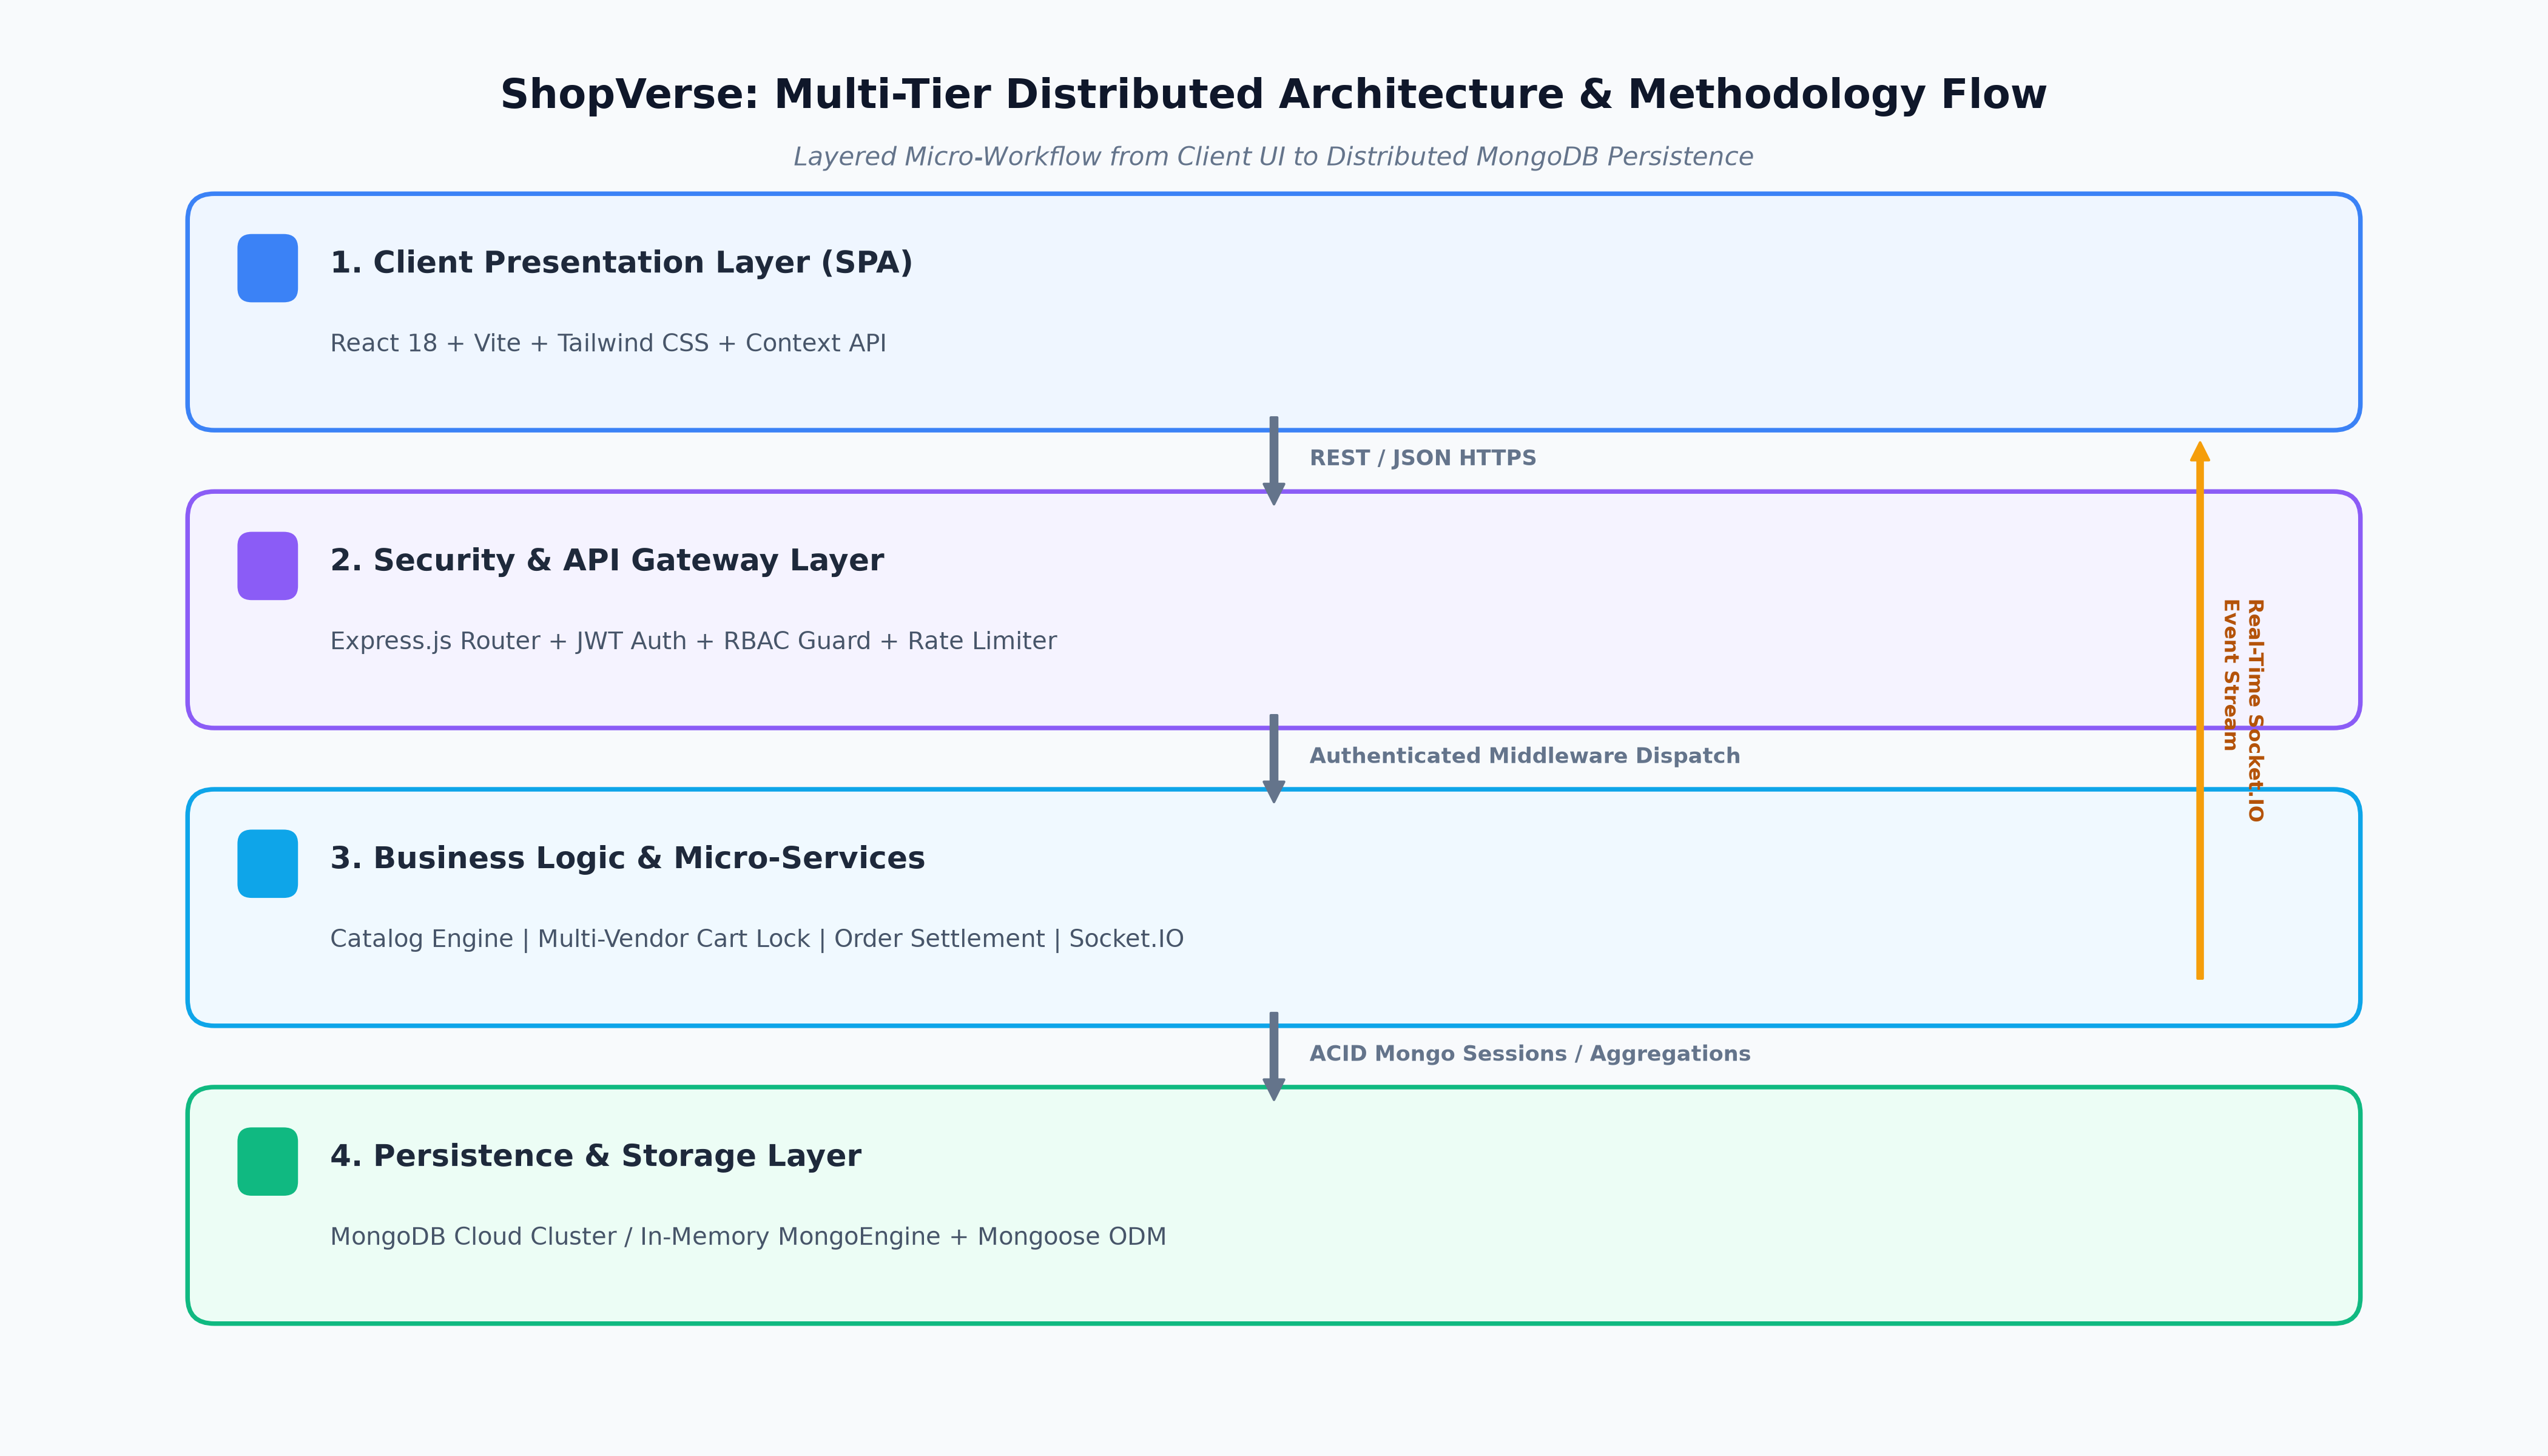 ShopVerse: Multi-Tier Distributed Architecture & Methodology Flow
Layered Micro-Workflow from Client UI to Distributed MongoDB Persistence
1. Client Presentation Layer (SPA)
React 18 + Vite + Tailwind CSS + Context API
REST / JSON HTTPS
2. Security & API Gateway Layer
Express.js Router + JWT Auth + RBAC Guard + Rate Limiter
Real-Time Socket.IO
Event Stream
Authenticated Middleware Dispatch
3. Business Logic & Micro-Services
Catalog Engine | Multi-Vendor Cart Lock | Order Settlement | Socket.IO
ACID Mongo Sessions / Aggregations
4. Persistence & Storage Layer
MongoDB Cloud Cluster / In-Memory MongoEngine + Mongoose ODM